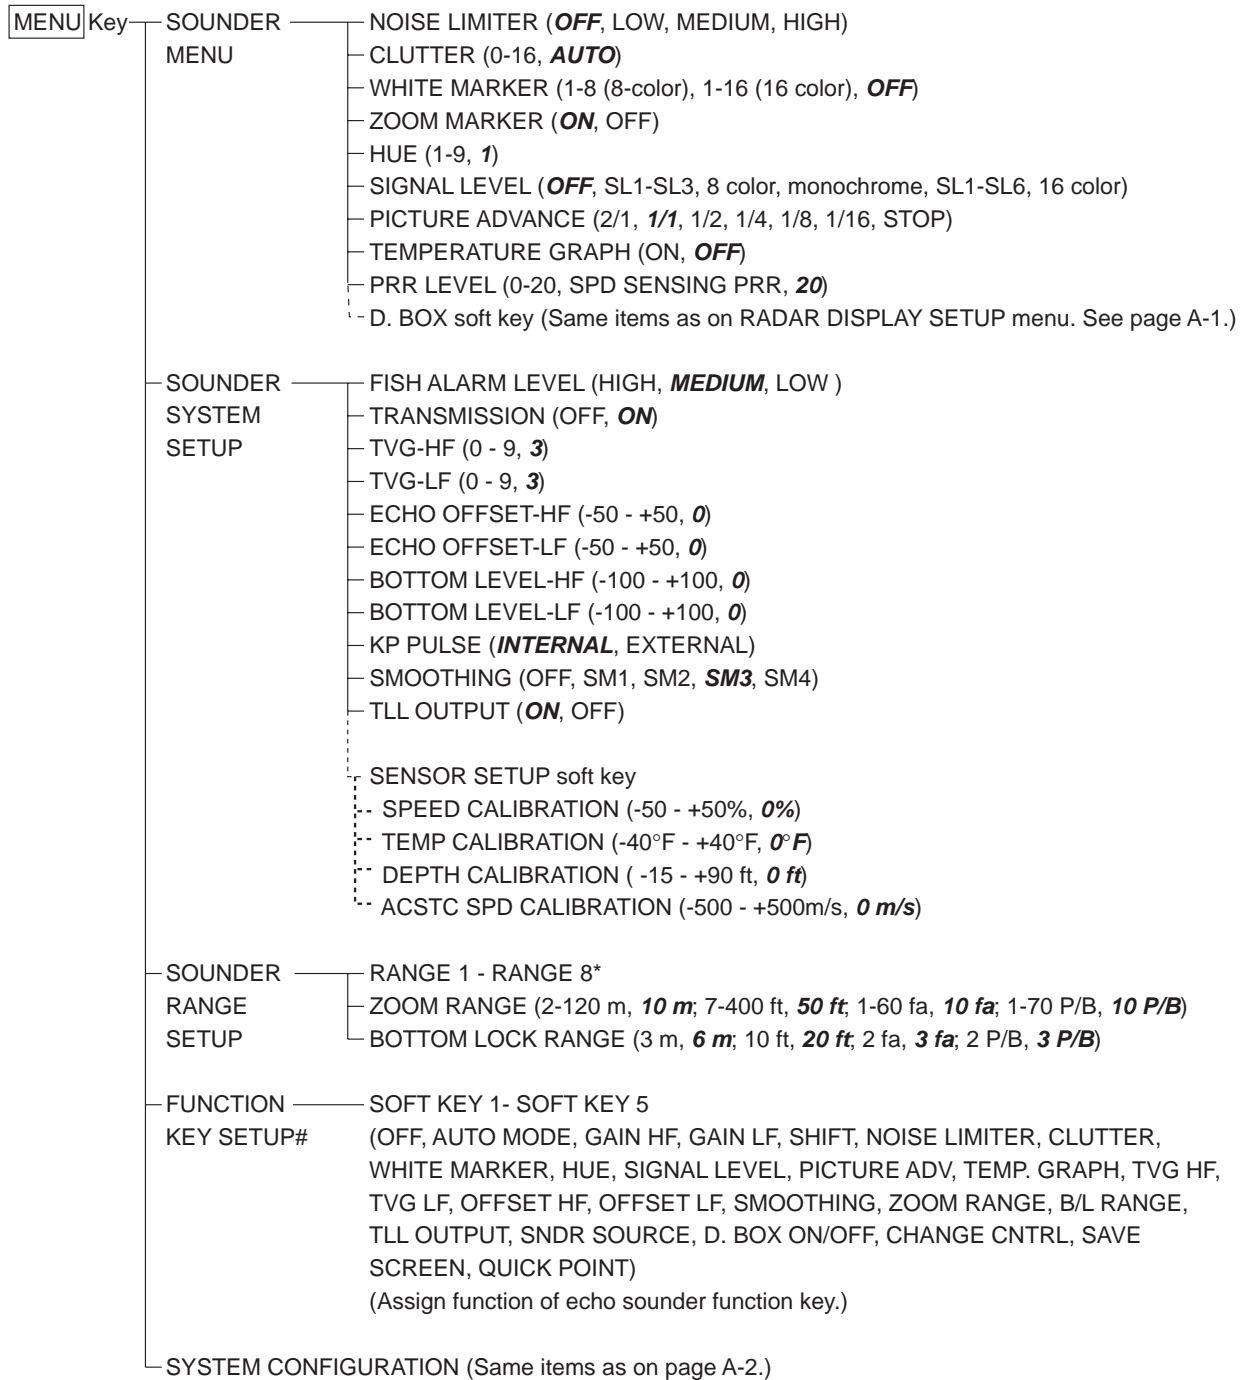 MENU Key SOUNDER NOISE LIMITER (OFF, LOW, MEDIUM, HIGH)
MENU CLUTTER (0-16, AUTO)
WHITE MARKER (1-8 (8-color), 1-16 (16 color), OFF)
ZOOM MARKER (ON, OFF)
HUE (1-9, 1)
SIGNAL LEVEL (OFF, SL1-SL3, 8 color, monochrome, SL1-SL6, 16 color)
PICTURE ADVANCE (2/1, 1/1, 1/2, 1/4, 1/8, 1/16, STOP)
TEMPERATURE GRAPH (ON, OFF)
PRR LEVEL (0-20, SPD SENSING PRR, 20)
D. BOX soft key (Same items as on RADAR DISPLAY SETUP menu. See page A-1.)
SOUNDER FISH ALARM LEVEL (HIGH, MEDIUM, LOW )
SYSTEM TRANSMISSION (OFF, ON)
SETUP TVG-HF (0 - 9, 3)
TVG-LF (0 - 9, 3)
ECHO OFFSET-HF (-50 - +50, 0)
ECHO OFFSET-LF (-50 - +50, 0)
BOTTOM LEVEL-HF (-100 - +100, 0)
BOTTOM LEVEL-LF (-100 - +100, 0)
KP PULSE (INTERNAL, EXTERNAL)
SMOOTHING (OFF, SM1, SM2, SM3, SM4)
TLL OUTPUT (ON, OFF)
SENSOR SETUP soft key
SPEED CALIBRATION (-50 - +50%, 0%)
TEMP CALIBRATION (-40°F - +40°F, 0°F)
DEPTH CALIBRATION ( -15 - +90 ft, 0 ft)
ACSTC SPD CALIBRATION (-500 - +500m/s, 0 m/s)
SOUNDER RANGE 1 - RANGE 8*
RANGE ZOOM RANGE (2-120 m, 10 m; 7-400 ft, 50 ft; 1-60 fa, 10 fa; 1-70 P/B, 10 P/B)
SETUP BOTTOM LOCK RANGE (3 m, 6 m; 10 ft, 20 ft; 2 fa, 3 fa; 2 P/B, 3 P/B)
FUNCTION SOFT KEY 1- SOFT KEY 5
KEY SETUP# (OFF, AUTO MODE, GAIN HF, GAIN LF, SHIFT, NOISE LIMITER, CLUTTER,
WHITE MARKER, HUE, SIGNAL LEVEL, PICTURE ADV, TEMP. GRAPH, TVG HF,
TVG LF, OFFSET HF, OFFSET LF, SMOOTHING, ZOOM RANGE, B/L RANGE,
TLL OUTPUT, SNDR SOURCE, D. BOX ON/OFF, CHANGE CNTRL, SAVE
SCREEN, QUICK POINT)
(Assign function of echo sounder function key.)
SYSTEM CONFIGURATION (Same items as on page A-2.)